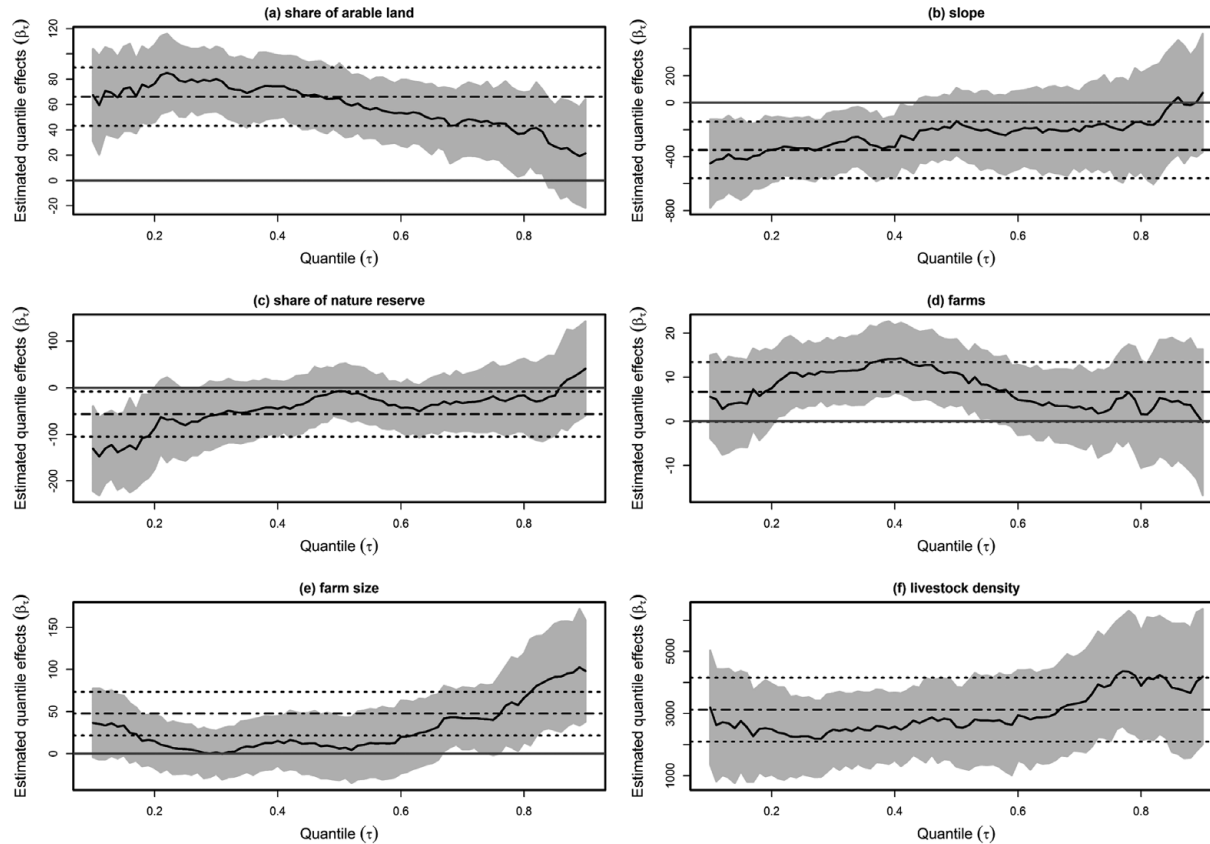 (a) share of arable land
Estimated quantile effects (βτ)
120
80
60
40
20
0
-20
0.2 0.4 0.6 0.8
Quantile (τ)
(b) slope
Estimated quantile effects (βτ)
200
0
-400
-800
0.2 0.4 0.6 0.8
Quantile (τ)
(c) share of nature reserve
Estimated quantile effects (βτ)
100
0
-100
-200
0.2 0.4 0.6 0.8
Quantile (τ)
(d) farms
Estimated quantile effects (βτ)
20
10
0
-10
0.2 0.4 0.6 0.8
Quantile (τ)
(e) farm size
Estimated quantile effects (βτ)
150
100
50
0
0.2 0.4 0.6 0.8
Quantile (τ)
(f) livestock density
Estimated quantile effects (βτ)
5000
3000
1000
0.2 0.4 0.6 0.8
Quantile (τ)